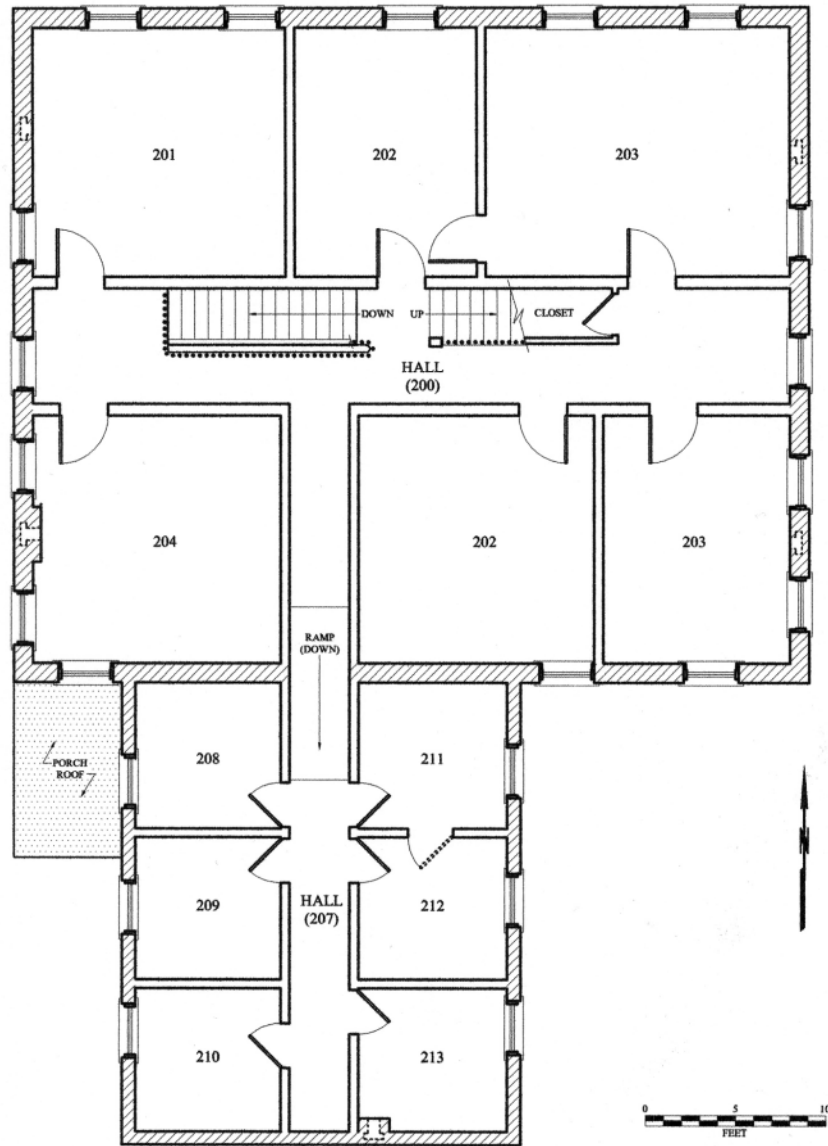 201
202
203
DOWN
UP
CLOSET
HALL
(200)
204
202
203
RAMP
(DOWN)
208
211
PORCH
ROOF
N
209
HALL
(207)
212
210
213
0 5 10
FEET